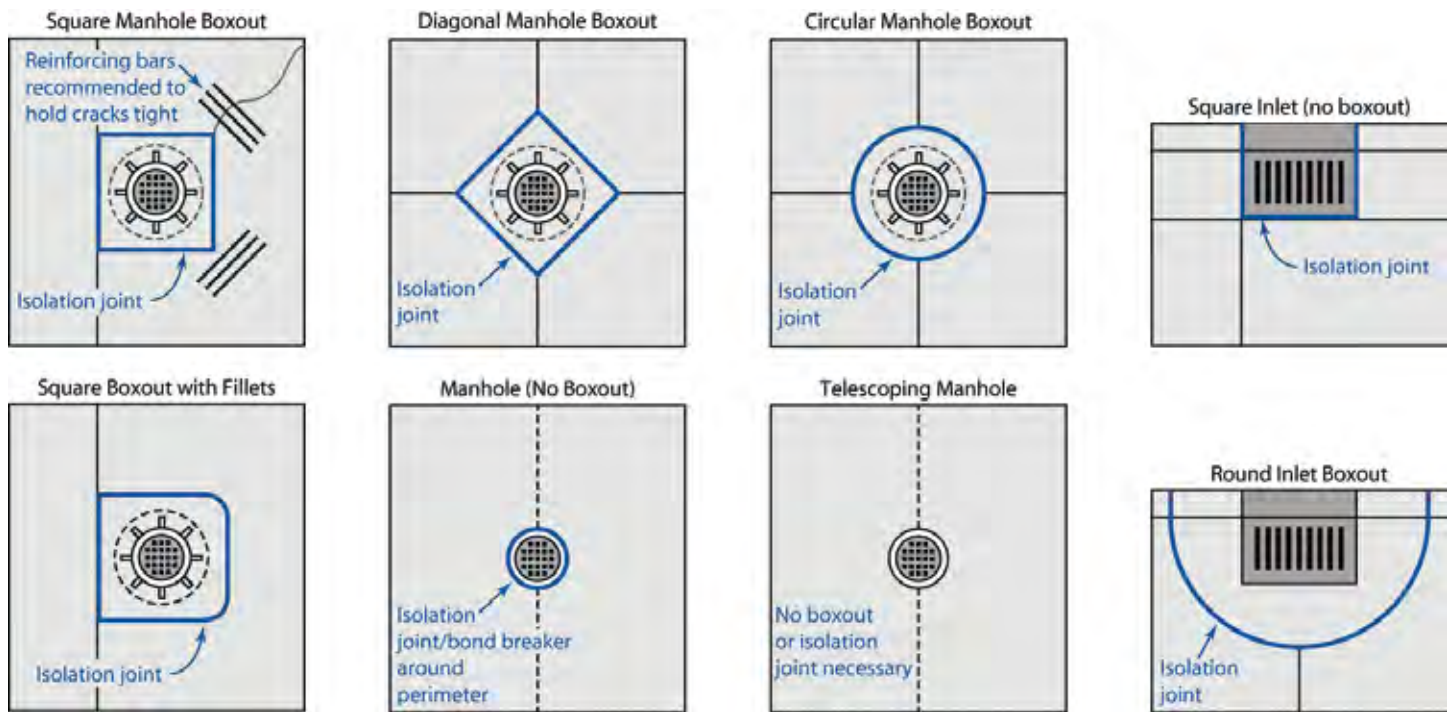 Square Manhole Boxout
Reinforcing bars
recommended to
hold cracks tight
Isolation joint
Diagonal Manhole Boxout
Isolation
joint
Circular Manhole Boxout
Isolation
joint
Square Inlet (no boxout)
Isolation joint
Square Boxout with Fillets
Isolation joint
Manhole (No Boxout)
Isolation
joint/bond breaker
around
perimeter
Telescoping Manhole
No boxout
or isolation
joint necessary
Round Inlet Boxout
Isolation
joint